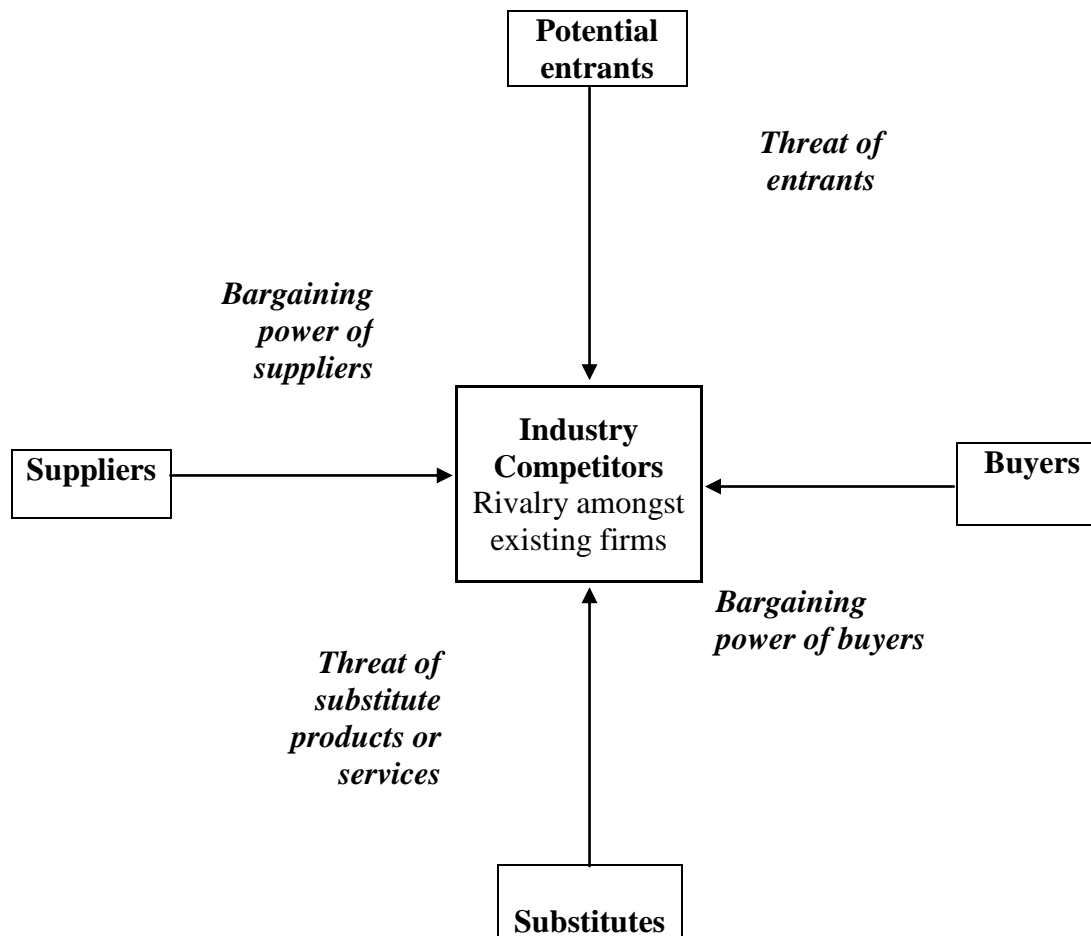 Potential
entrants
Threat of
entrants
Bargaining
power of
suppliers
Suppliers
Industry
Competitors
Rivalry amongst
existing firms
Buyers
Bargaining
power of buyers
Threat of
substitute
products or
services
Substitutes